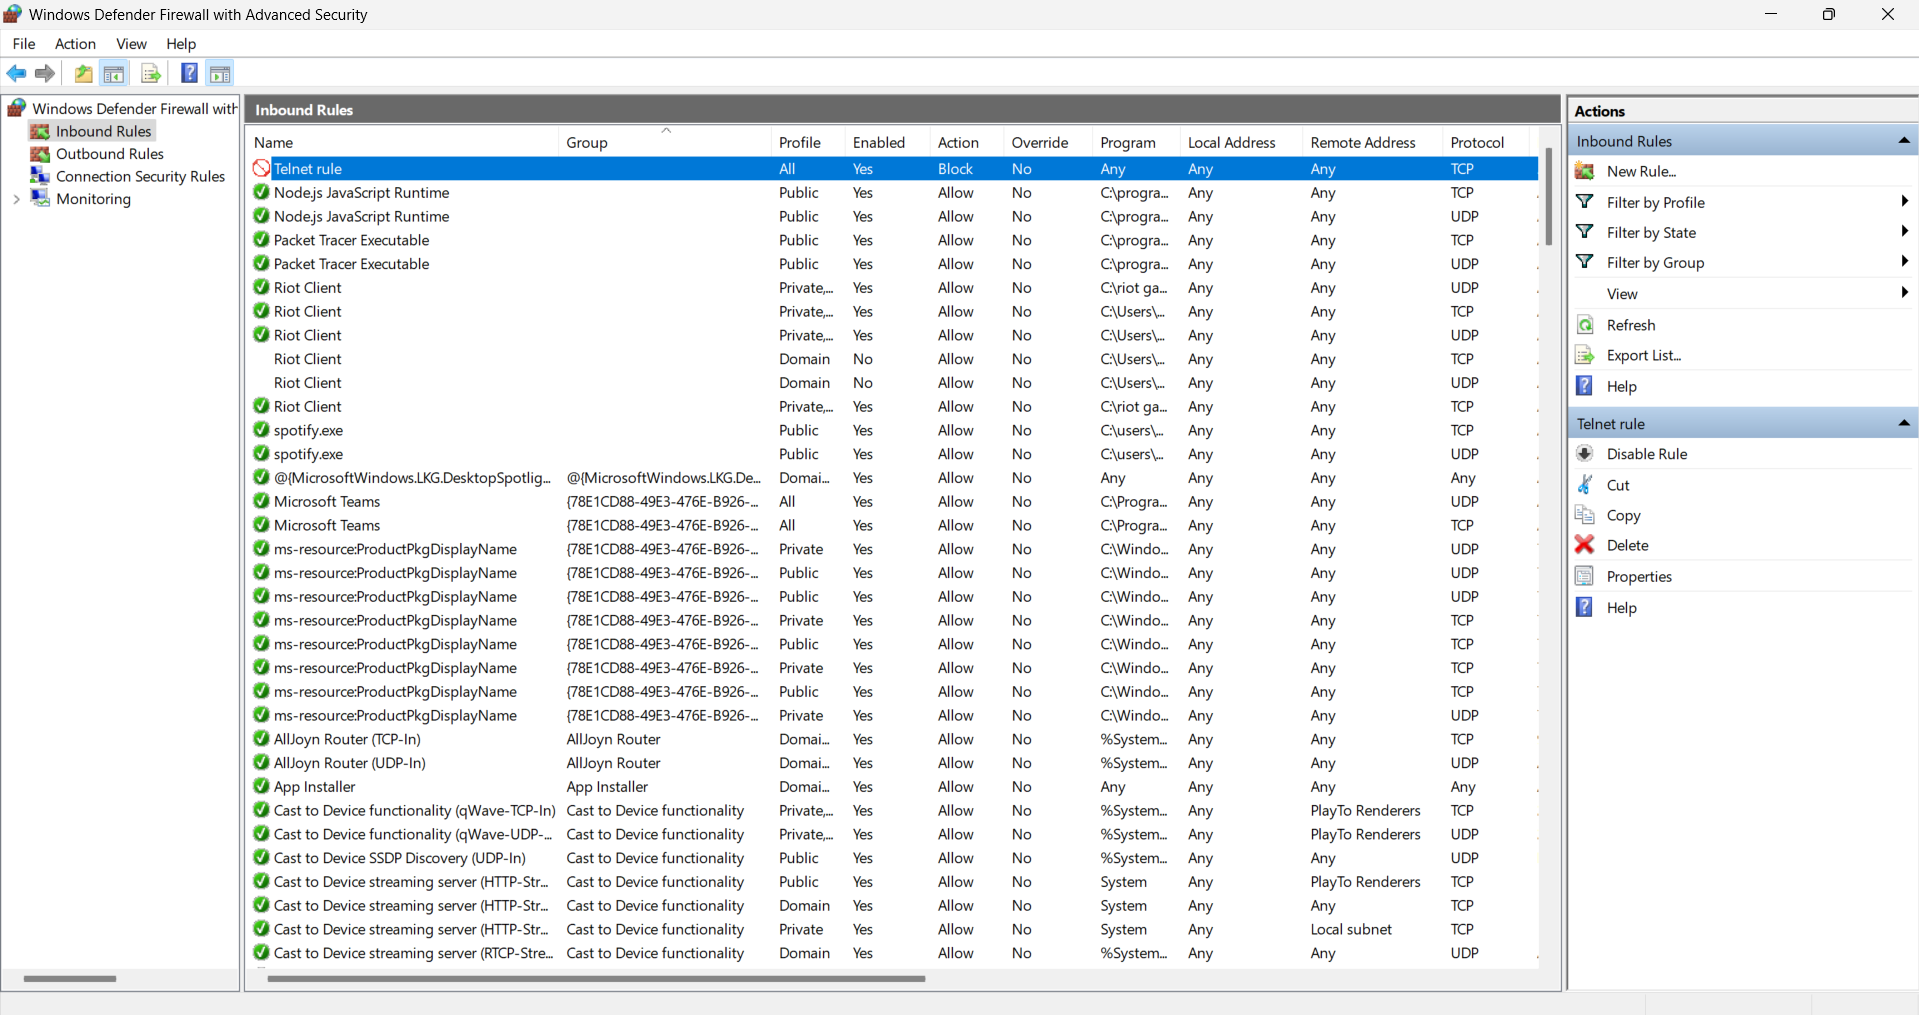 Windows Defender Firewall with Advanced Security
File Action View Help
Windows Defender Firewall with
Inbound Rules
Outbound Rules
Connection Security Rules
Monitoring
Inbound Rules
Name Group Profile Enabled Action Override Program Local Address Remote Address Protocol
Telnet rule All Yes Block No Any Any Any TCP
Node.js JavaScript Runtime Public Yes Allow No C:\progra... Any Any TCP
Node.js JavaScript Runtime Public Yes Allow No C:\progra... Any Any UDP
Packet Tracer Executable Public Yes Allow No C:\progra... Any Any TCP
Packet Tracer Executable Public Yes Allow No C:\progra... Any Any UDP
Riot Client Private,... Yes Allow No C:\riot ga... Any Any UDP
Riot Client Private,... Yes Allow No C:\Users\... Any Any TCP
Riot Client Private,... Yes Allow No C:\Users\... Any Any UDP
Riot Client Domain No Allow No C:\Users\... Any Any TCP
Riot Client Domain No Allow No C:\Users\... Any Any UDP
Riot Client Private,... Yes Allow No C:\riot ga... Any Any TCP
spotify.exe Public Yes Allow No C:\users\... Any Any TCP
spotify.exe Public Yes Allow No C:\users\... Any Any UDP
@{MicrosoftWindows.LKG.DesktopSpotlig... @{MicrosoftWindows.LKG.De... Domai... Yes Allow No Any Any Any Any
Microsoft Teams {78E1CD88-49E3-476E-B926-... All Yes Allow No C:\Progra... Any Any UDP
Microsoft Teams {78E1CD88-49E3-476E-B926-... All Yes Allow No C:\Progra... Any Any TCP
ms-resource:ProductPkgDisplayName {78E1CD88-49E3-476E-B926-... Private Yes Allow No C:\Windo... Any Any UDP
ms-resource:ProductPkgDisplayName {78E1CD88-49E3-476E-B926-... Public Yes Allow No C:\Windo... Any Any UDP
ms-resource:ProductPkgDisplayName {78E1CD88-49E3-476E-B926-... Public Yes Allow No C:\Windo... Any Any UDP
ms-resource:ProductPkgDisplayName {78E1CD88-49E3-476E-B926-... Private Yes Allow No C:\Windo... Any Any TCP
ms-resource:ProductPkgDisplayName {78E1CD88-49E3-476E-B926-... Public Yes Allow No C:\Windo... Any Any TCP
ms-resource:ProductPkgDisplayName {78E1CD88-49E3-476E-B926-... Private Yes Allow No C:\Windo... Any Any TCP
ms-resource:ProductPkgDisplayName {78E1CD88-49E3-476E-B926-... Public Yes Allow No C:\Windo... Any Any TCP
ms-resource:ProductPkgDisplayName {78E1CD88-49E3-476E-B926-... Private Yes Allow No C:\Windo... Any Any UDP
AllJoyn Router (TCP-In) AllJoyn Router Domai... Yes Allow No %System... Any Any TCP
AllJoyn Router (UDP-In) AllJoyn Router Domai... Yes Allow No %System... Any Any UDP
App Installer App Installer Domai... Yes Allow No Any Any Any Any
Cast to Device functionality (qWave-TCP-In) Cast to Device functionality Private,... Yes Allow No %System... Any PlayTo Renderers TCP
Cast to Device functionality (qWave-UDP-... Cast to Device functionality Private,... Yes Allow No %System... Any PlayTo Renderers UDP
Cast to Device SSDP Discovery (UDP-In) Cast to Device functionality Public Yes Allow No %System... Any Any UDP
Cast to Device streaming server (HTTP-Str... Cast to Device functionality Public Yes Allow No System Any PlayTo Renderers TCP
Cast to Device streaming server (HTTP-Str... Cast to Device functionality Domain Yes Allow No System Any Any TCP
Cast to Device streaming server (HTTP-Str... Cast to Device functionality Private Yes Allow No System Any Local subnet TCP
Cast to Device streaming server (RTCP-Stre... Cast to Device functionality Domain Yes Allow No %System... Any Any UDP
Actions
Inbound Rules
New Rule...
Filter by Profile
Filter by State
Filter by Group
View
Refresh
Export List...
Help
Telnet rule
Disable Rule
Cut
Copy
Delete
Properties
Help